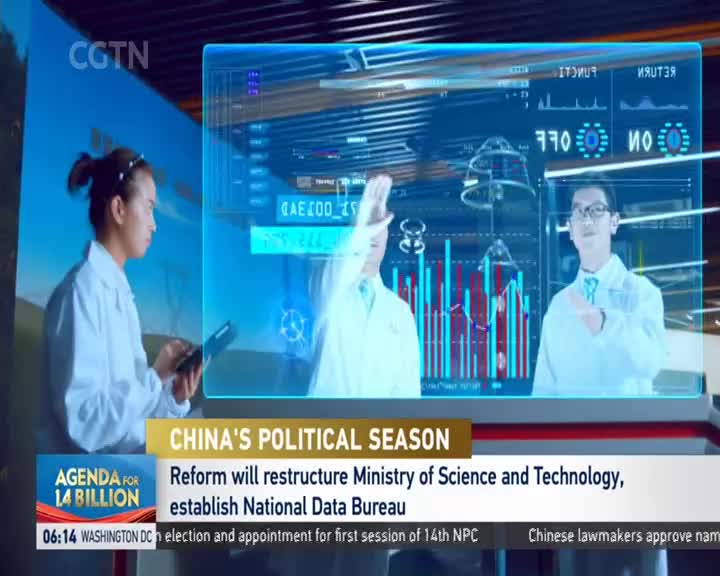 CGTN
RETURN
FUNCTI
ON
OFF
71_0013AD
CHINA'S POLITICAL SEASON
Reform will restructure Ministry of Science and Technology,
establish National Data Bureau
AGENDA FOR
1.4 BILLION
06:14 WASHINGTON DC
n election and appointment for first session of 14th NPC Chinese lawmakers approve nam